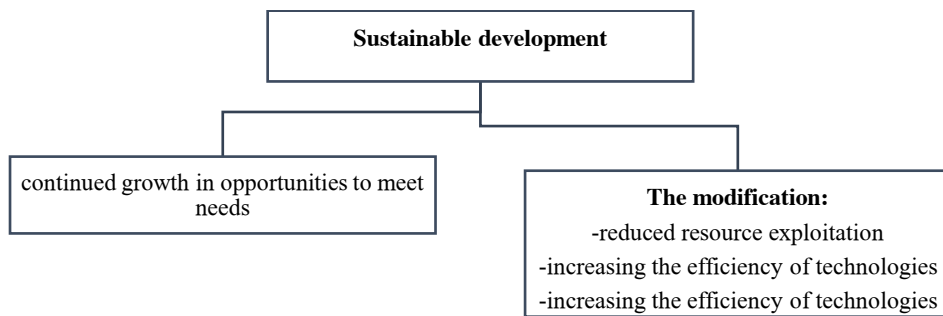 Sustainable development
continued growth in opportunities to meet
needs
The modification:
-reduced resource exploitation
-increasing the efficiency of technologies
-increasing the efficiency of technologies